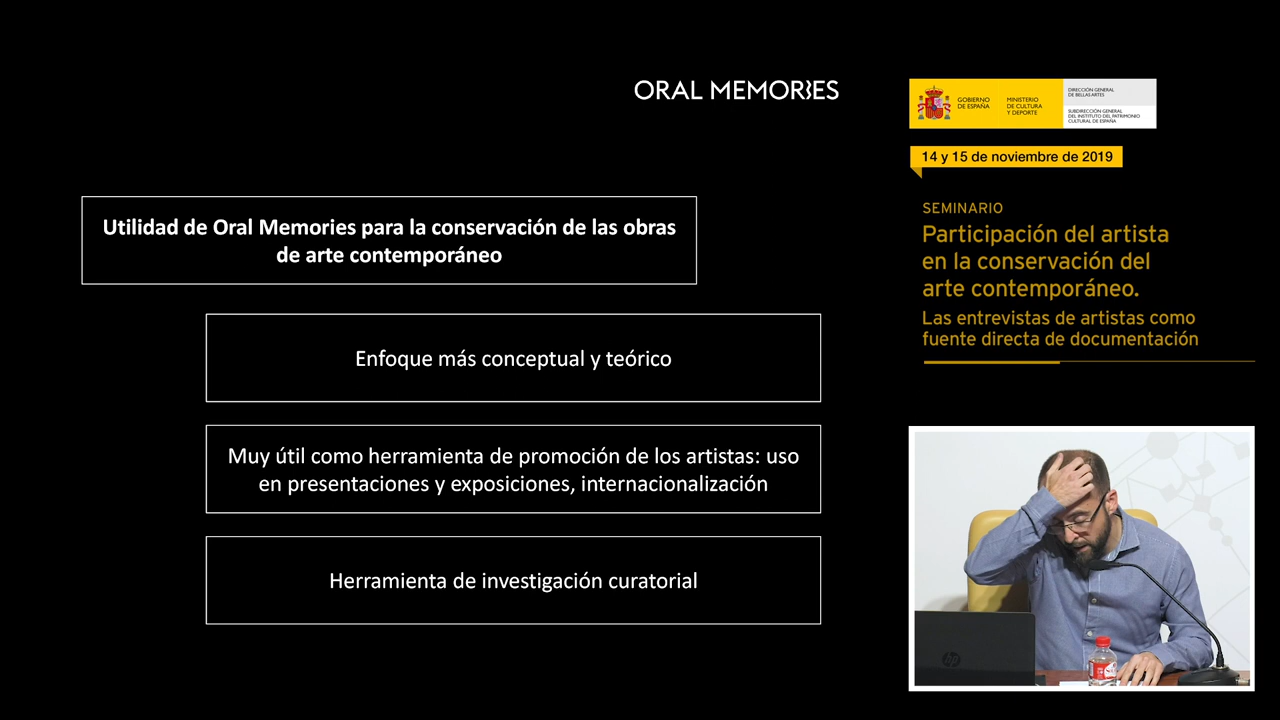 ORAL MEMORIES
Utilidad de Oral Memories para la conservación de las obras
de arte contemporáneo
Enfoque más conceptual y teórico
Muy útil como herramienta de promoción de los artistas: uso
en presentaciones y exposiciones, internacionalización
Herramienta de investigación curatorial
GOBIERNO
DE ESPAÑA
MINISTERIO
DE CULTURA
Y DEPORTE
DIRECCIÓN GENERAL
DE BELLAS ARTES
SUBDIRECCIÓN GENERAL
DEL INSTITUTO DEL PATRIMONIO
CULTURAL DE ESPAÑA
14 y 15 de noviembre de 2019
SEMINARIO
Participación del artista
en la conservación del
arte contemporáneo.
Las entrevistas de artistas como
fuente directa de documentación
hp